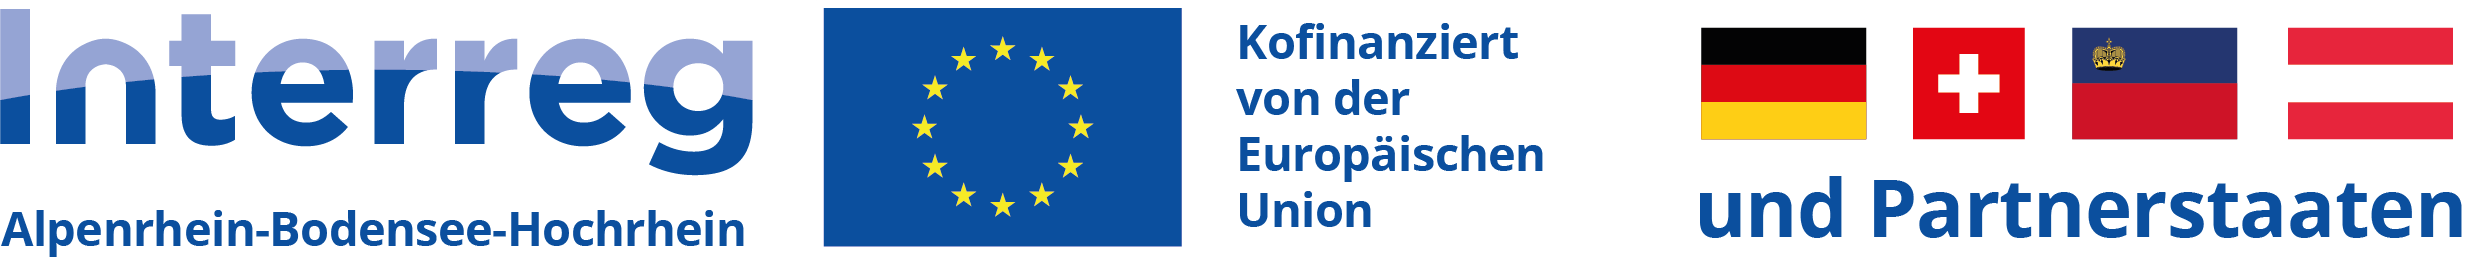 Interreg
Alpenrhein-Bodensee-Hochrhein
Kofinanziert
von der
Europäischen
Union
und Partnerstaaten